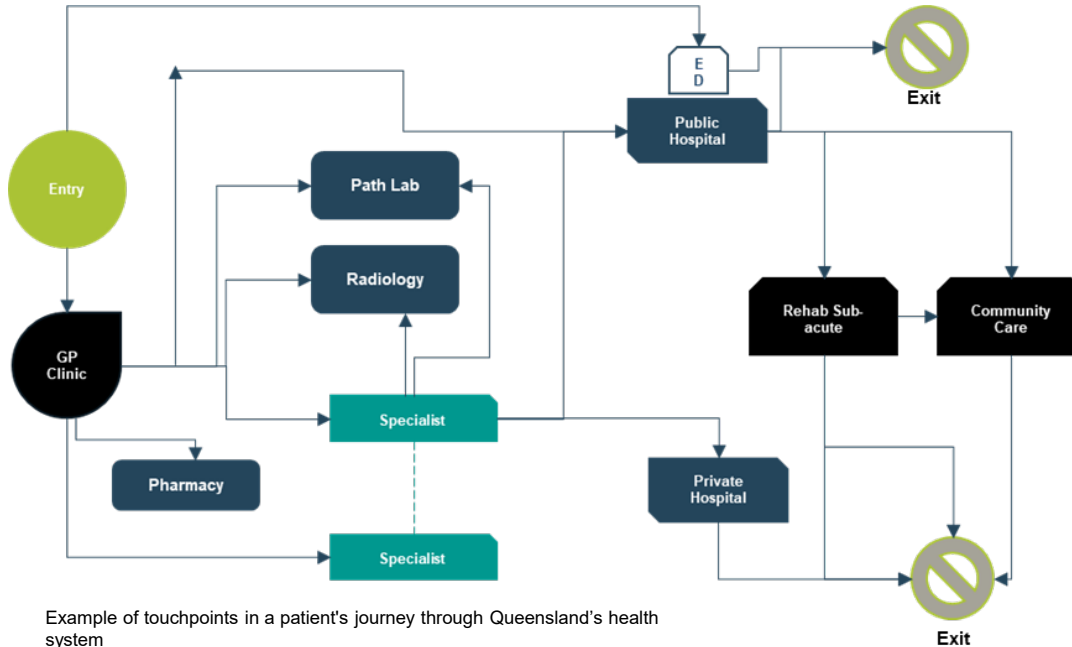 E
D
Exit
Public
Hospital
Entry
Path Lab
Radiology
Rehab Sub-
acute
Community
Care
GP
Clinic
Specialist
Pharmacy
Private
Hospital
Specialist
Example of touchpoints in a patient's journey through Queensland's health
system
Exit